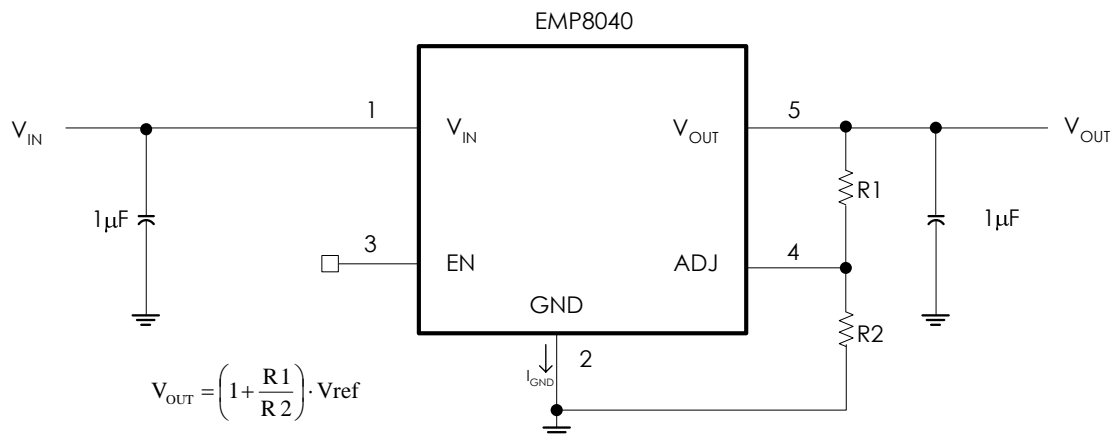 EMP8040
1
5
V_IN
V_IN
V_OUT
V_OUT
R1
1μF
1μF
3
4
EN
ADJ
GND
R2
2
I_GND
V_OUT = (1 + R1/R 2) · Vref